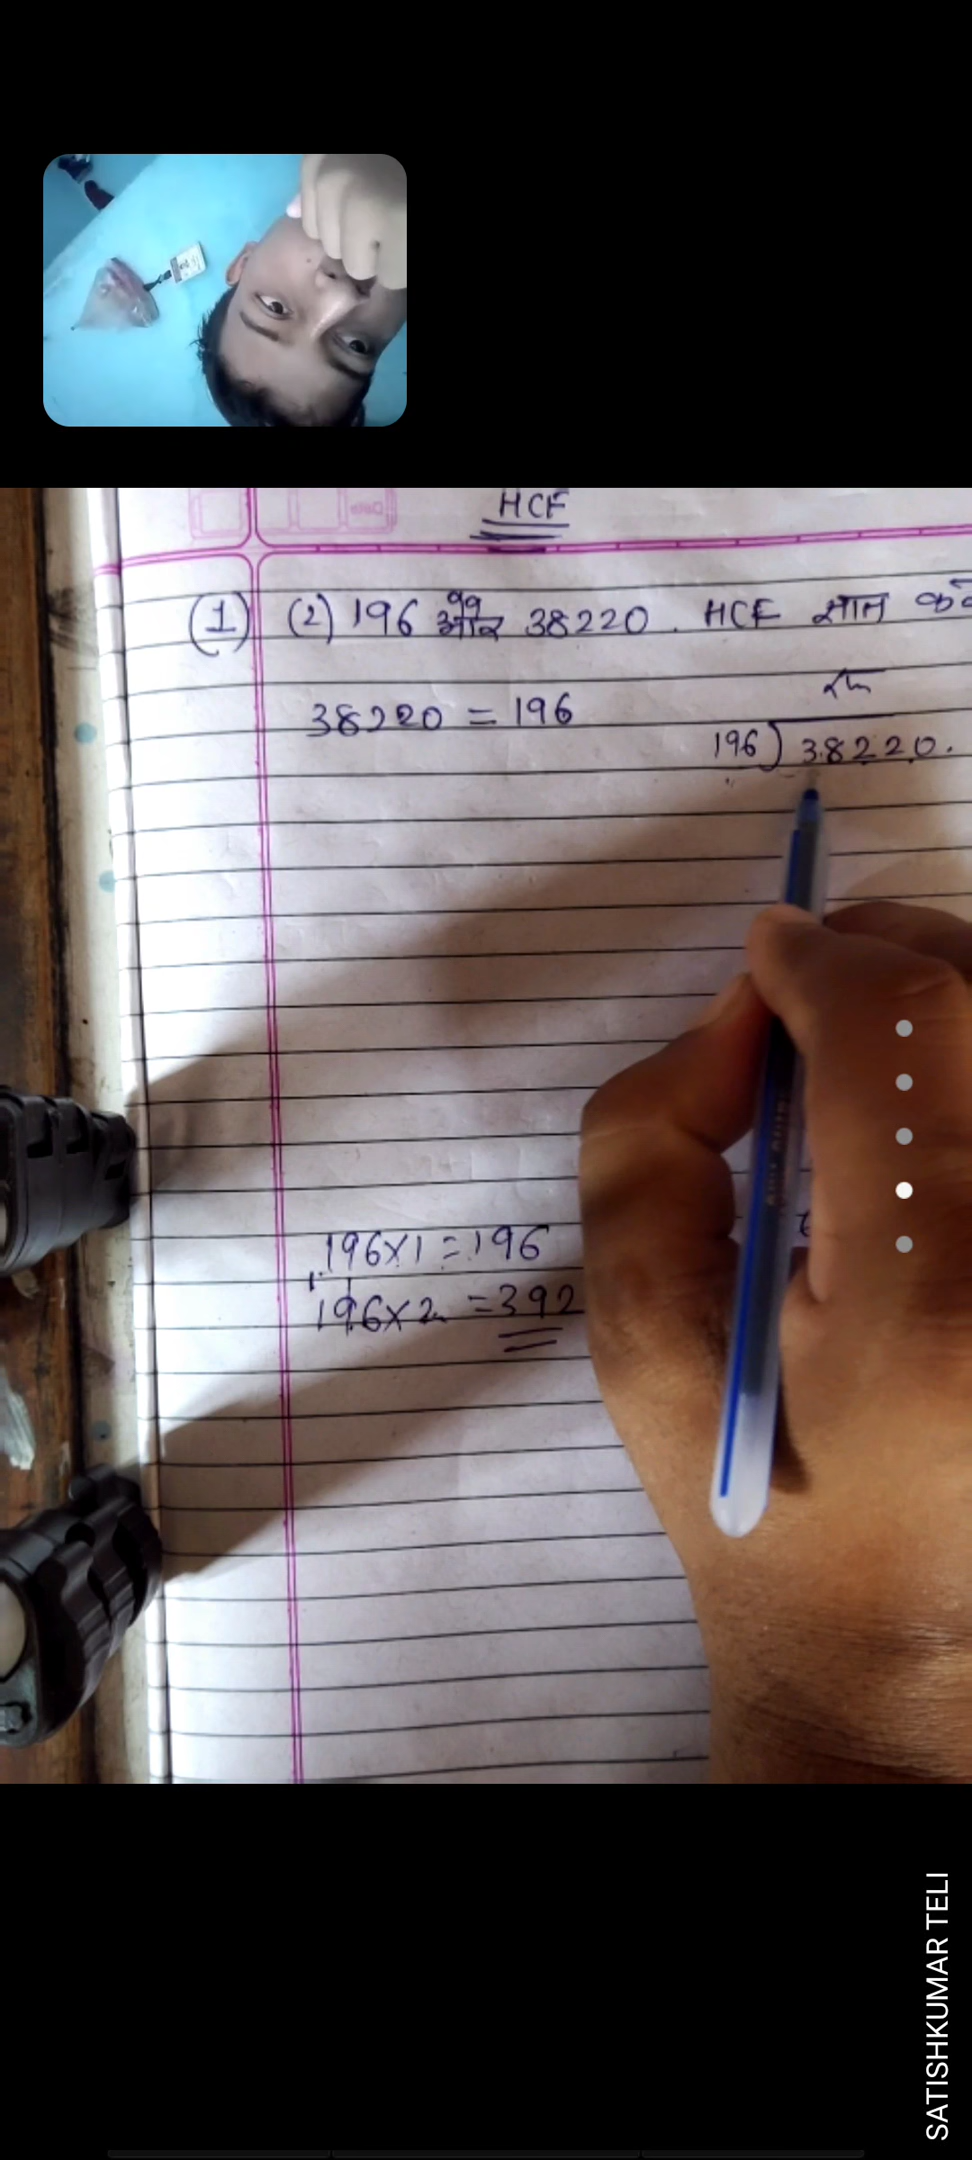 HCF
(1) (2) 196 और 38220. HCF ज्ञात
38220 = 196
196 ) 38220.
196×1 = 196
196×2 = 392
SATISHKUMAR TELI